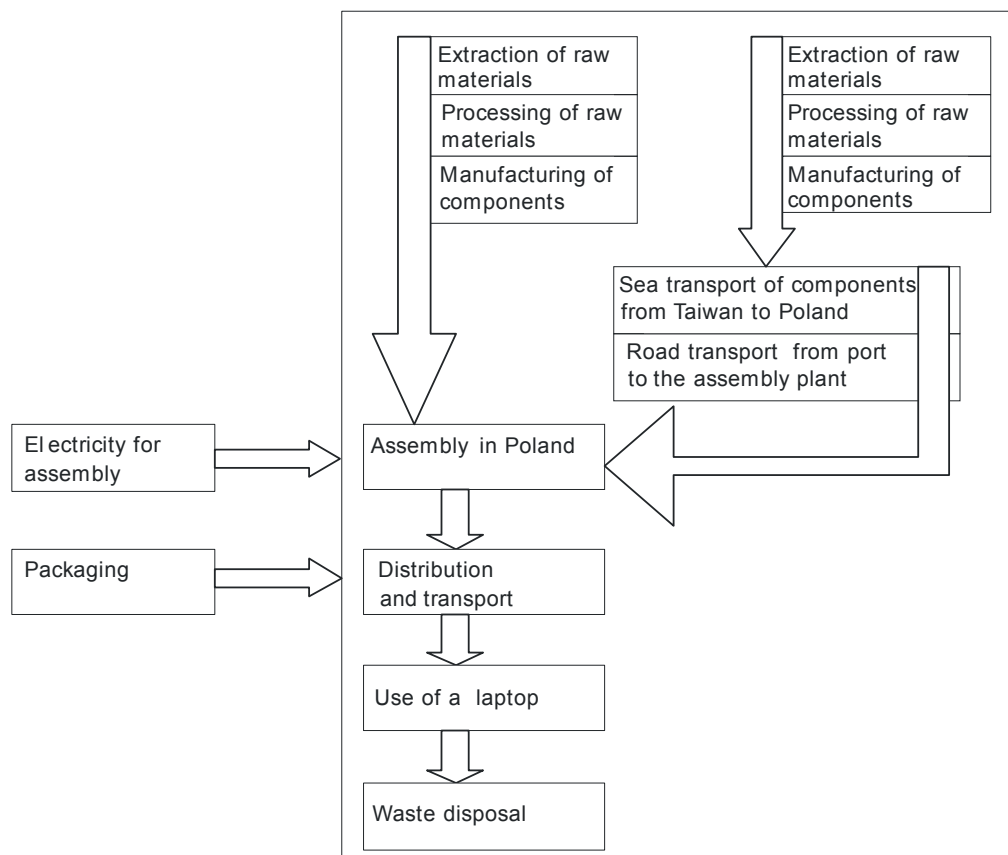 Extraction of raw
materials
Processing of raw
materials
Manufacturing of
components
Extraction of raw
materials
Processing of raw
materials
Manufacturing of
components
Sea transport of components
from Taiwan to Poland
Road transport from port
to the assembly plant
Electricity for
assembly
Assembly in Poland
Packaging
Distribution
and transport
Use of a laptop
Waste disposal